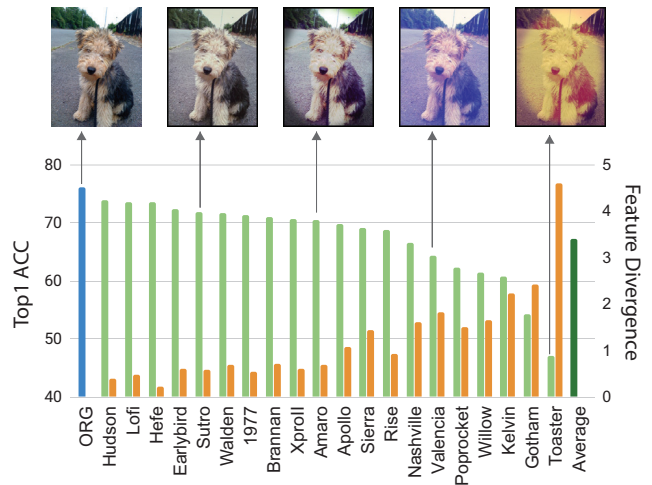 80
70
60
50
40
Top1 ACC
5
4
3
2
1
0
Feature Divergence
ORG
Hudson
Lofi
Hefe
Earlybird
Sutro
Walden
1977
Brannan
XproII
Amaro
Apollo
Sierra
Rise
Nashville
Valencia
Poprocket
Willow
Kelvin
Gotham
Toaster
Average